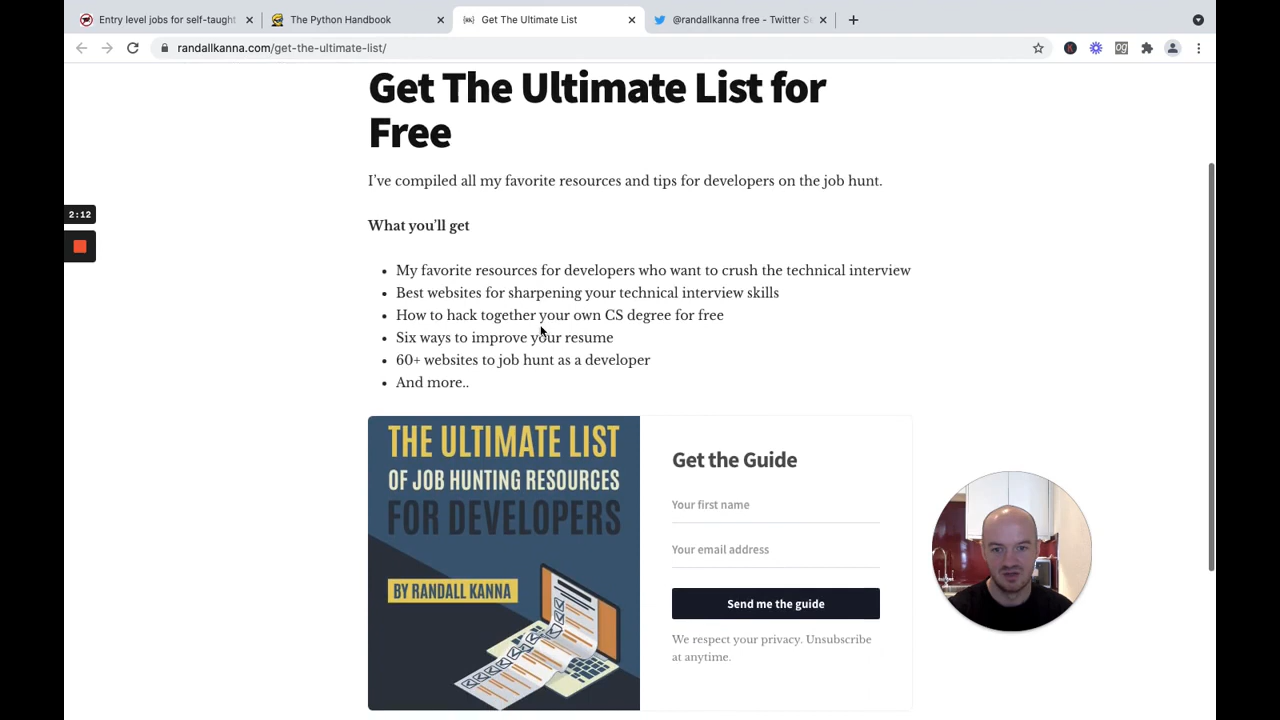 Entry level jobs for self-taught
The Python Handbook
Get The Ultimate List
@randallkanna free - Twitter S
randallkanna.com/get-the-ultimate-list/
og
Get The Ultimate List for
Free
I've compiled all my favorite resources and tips for developers on the job hunt.
2:12
What you'll get
My favorite resources for developers who want to crush the technical interview
Best websites for sharpening your technical interview skills
How to hack together your own CS degree for free
Six ways to improve your resume
60+ websites to job hunt as a developer
And more..
THE ULTIMATE LIST
OF JOB HUNTING RESOURCES
FOR DEVELOPERS
BY RANDALL KANNA
Get the Guide
Your first name
Your email address
Send me the guide
We respect your privacy. Unsubscribe
at anytime.